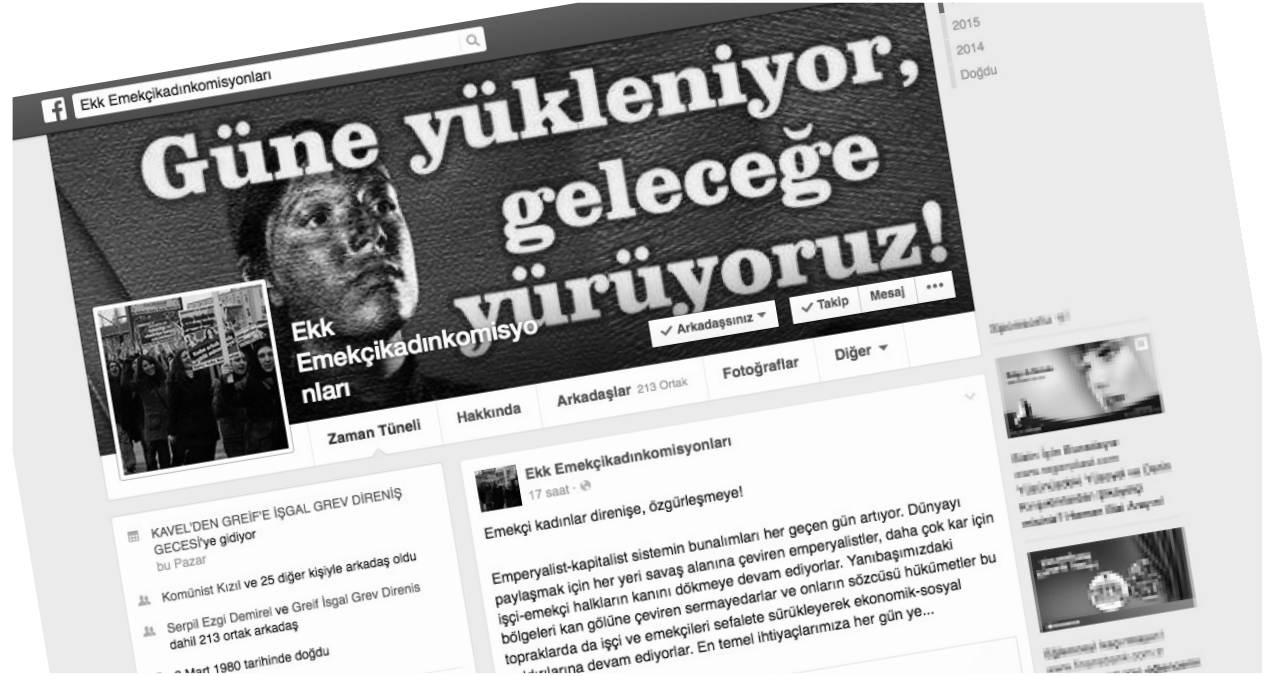 Ekk Emekçikadınkomisyonları
2015
2014
Doğdu
Güne yükleniyor,
geleceğe
yürüyoruz!
Ekk
Emekçikadınkomisyo
nları
Arkadaşsınız
Takip
Mesaj
Zaman Tüneli
Hakkında
Arkadaşlar 213 Ortak
Fotoğraflar
Diğer
KAVEL'DEN GREİF'E İŞGAL GREV DİRENİŞ
GECESİ'ye gidiyor
bu Pazar
Komünist Kızıl ve 25 diğer kişiyle arkadaş oldu
Serpil Ezgi Demirel ve Greif İsgal Grev Direnis
dahil 213 ortak arkadaş
Mart 1980 tarihinde doğdu
Ekk Emekçikadınkomisyonları
17 saat ·
Emekçi kadınlar direnişe, özgürleşmeye!
Emperyalist-kapitalist sistemin bunalımları her geçen gün artıyor. Dünyayı
paylaşmak için her yeri savaş alanına çeviren emperyalistler, daha çok kar için
işçi-emekçi halkların kanını dökmeye devam ediyorlar. Yanıbaşımızdaki
bölgeleri kan gölüne çeviren sermayedarlar ve onların sözcüsü hükümetler bu
topraklarda da işçi ve emekçileri sefalete sürükleyerek ekonomik-sosyal
devam ediyorlar. En temel ihtiyaçlarımıza her gün ye...